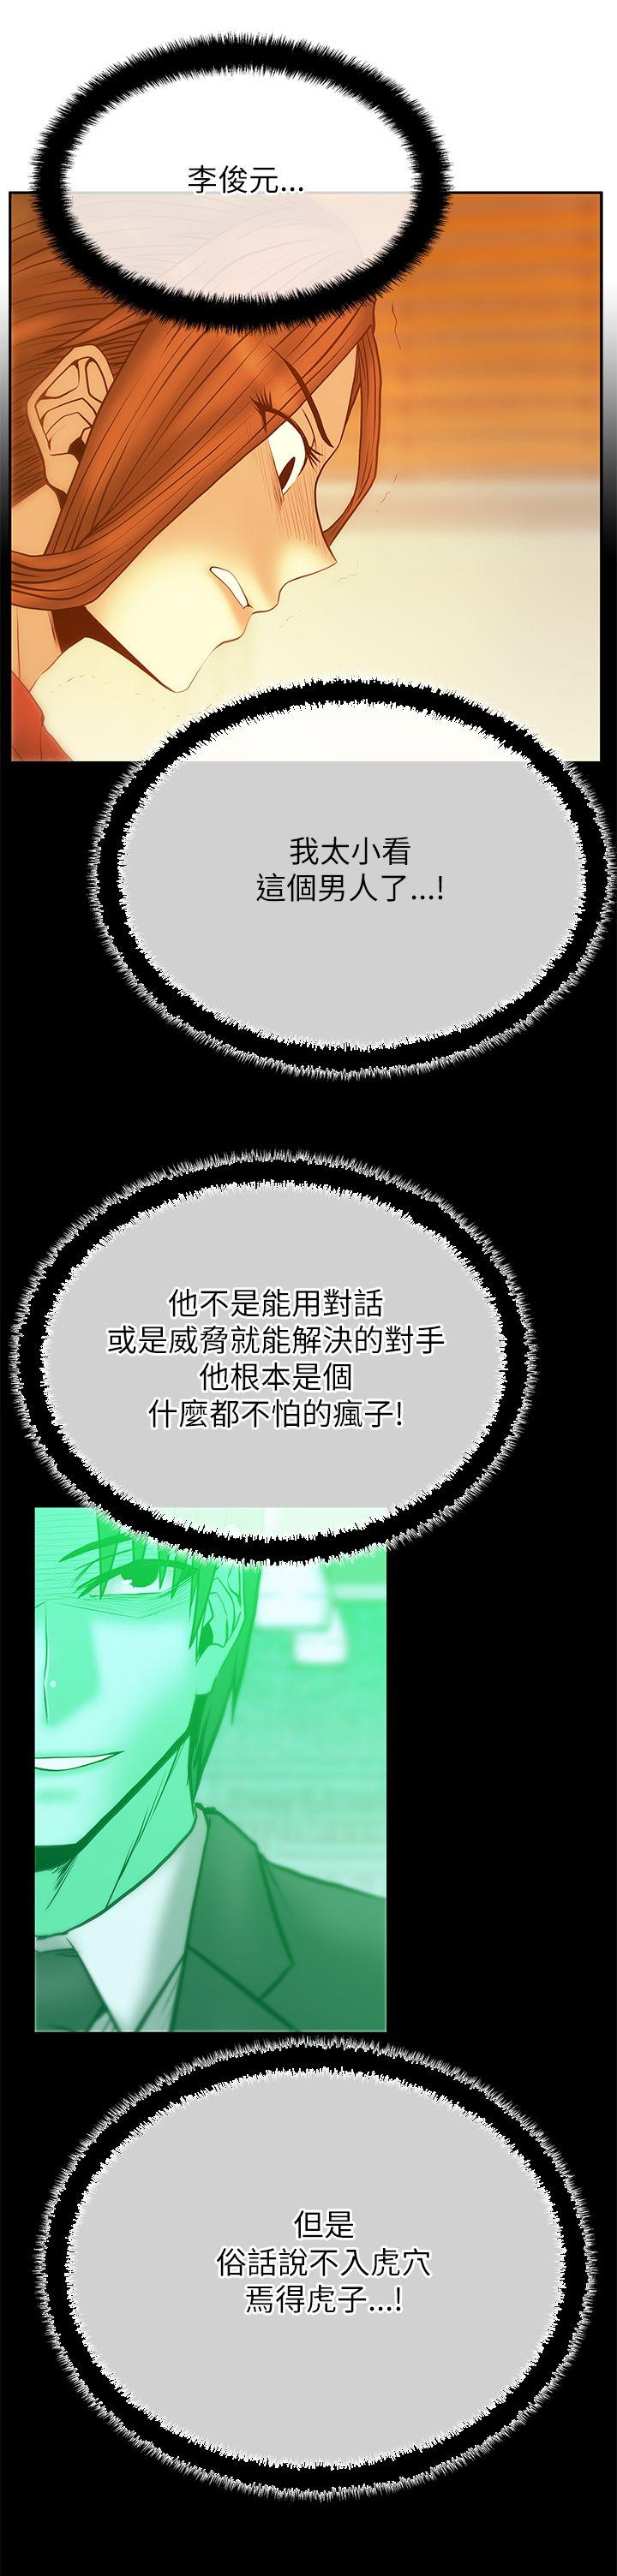 李俊元...
我太小看
這個男人了...!
他不是能用對話
或是威脅就能解決的對手
他根本是個
什麼都不怕的瘋子!
但是
俗話說不入虎穴
焉得虎子...!